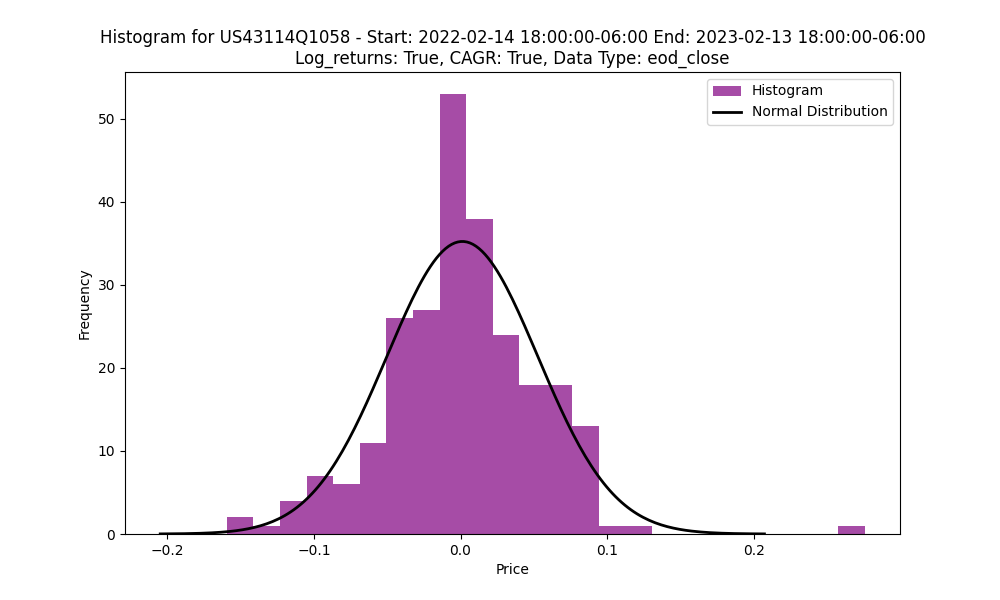 Histogram for US43114Q1058 - Start: 2022-02-14 18:00:00-06:00 End: 2023-02-13 18:00:00-06:00
Log_returns: True, CAGR: True, Data Type: eod_close
Histogram
Normal Distribution
50
40
30
20
10
0
Frequency
−0.2
−0.1
0.0
0.1
0.2
Price